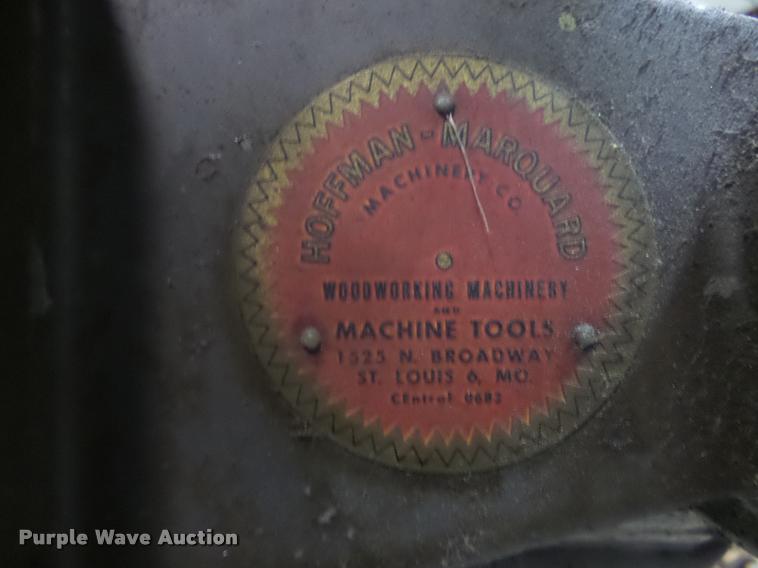 HOFFMAN-MARQUARD
MACHINERY CO.
WOODWORKING MACHINERY
AND
MACHINE TOOLS
1525 N. BROADWAY
ST. LOUIS 6, MO.
CEntral
Purple Wave Auction